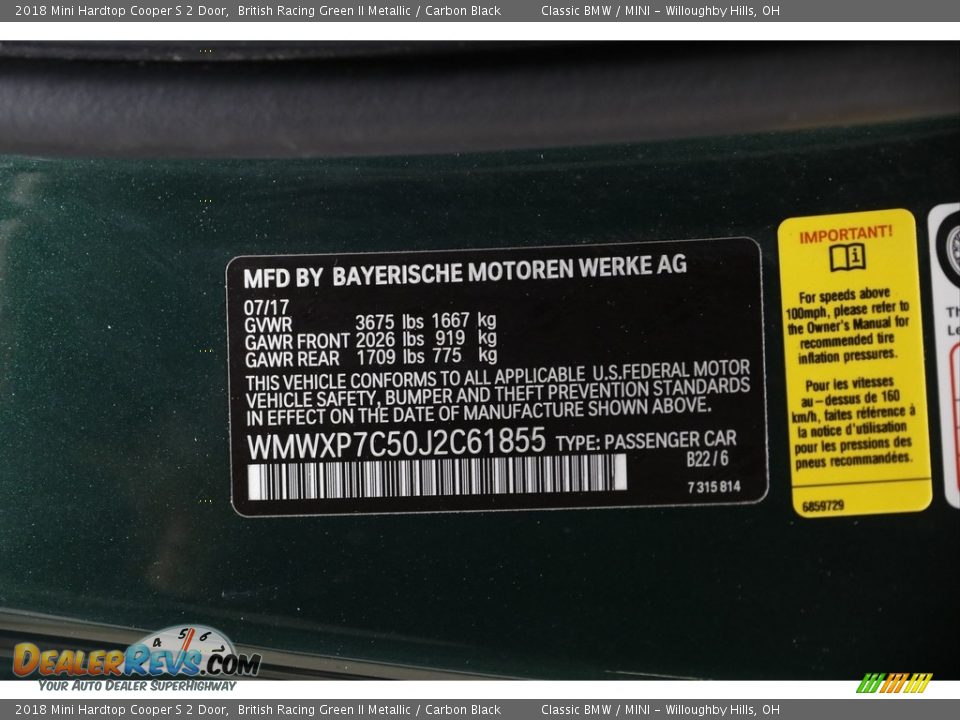 2018 Mini Hardtop Cooper S 2 Door,  British Racing Green II Metallic / Carbon Black     Classic BMW / MINI - Willoughby Hills, OH
MFD BY BAYERISCHE MOTOREN WERKE AG
07/17
GVWR 3675 lbs 1667 kg
GAWR FRONT 2026 lbs 919 kg
GAWR REAR 1709 lbs 775 kg
THIS VEHICLE CONFORMS TO ALL APPLICABLE U.S.FEDERAL MOTOR
VEHICLE SAFETY, BUMPER AND THEFT PREVENTION STANDARDS
IN EFFECT ON THE DATE OF MANUFACTURE SHOWN ABOVE.
WMWXP7C50J2C61855 TYPE: PASSENGER CAR
B22/6
7 315 814
IMPORTANT!
For speeds above
100mph, please refer to
the Owner's Manual for
recommended tire
inflation pressures.
Pour les vitesses
au-dessus de 160
km/h, faites référence à
la notice d'utilisation
pour les pressions des
pneus recommandées.
6859729
Th
Lé
4 5 6
DEALERREVS.COM
YOUR AUTO DEALER SUPERHIGHWAY
2018 Mini Hardtop Cooper S 2 Door,  British Racing Green II Metallic / Carbon Black     Classic BMW / MINI - Willoughby Hills, OH